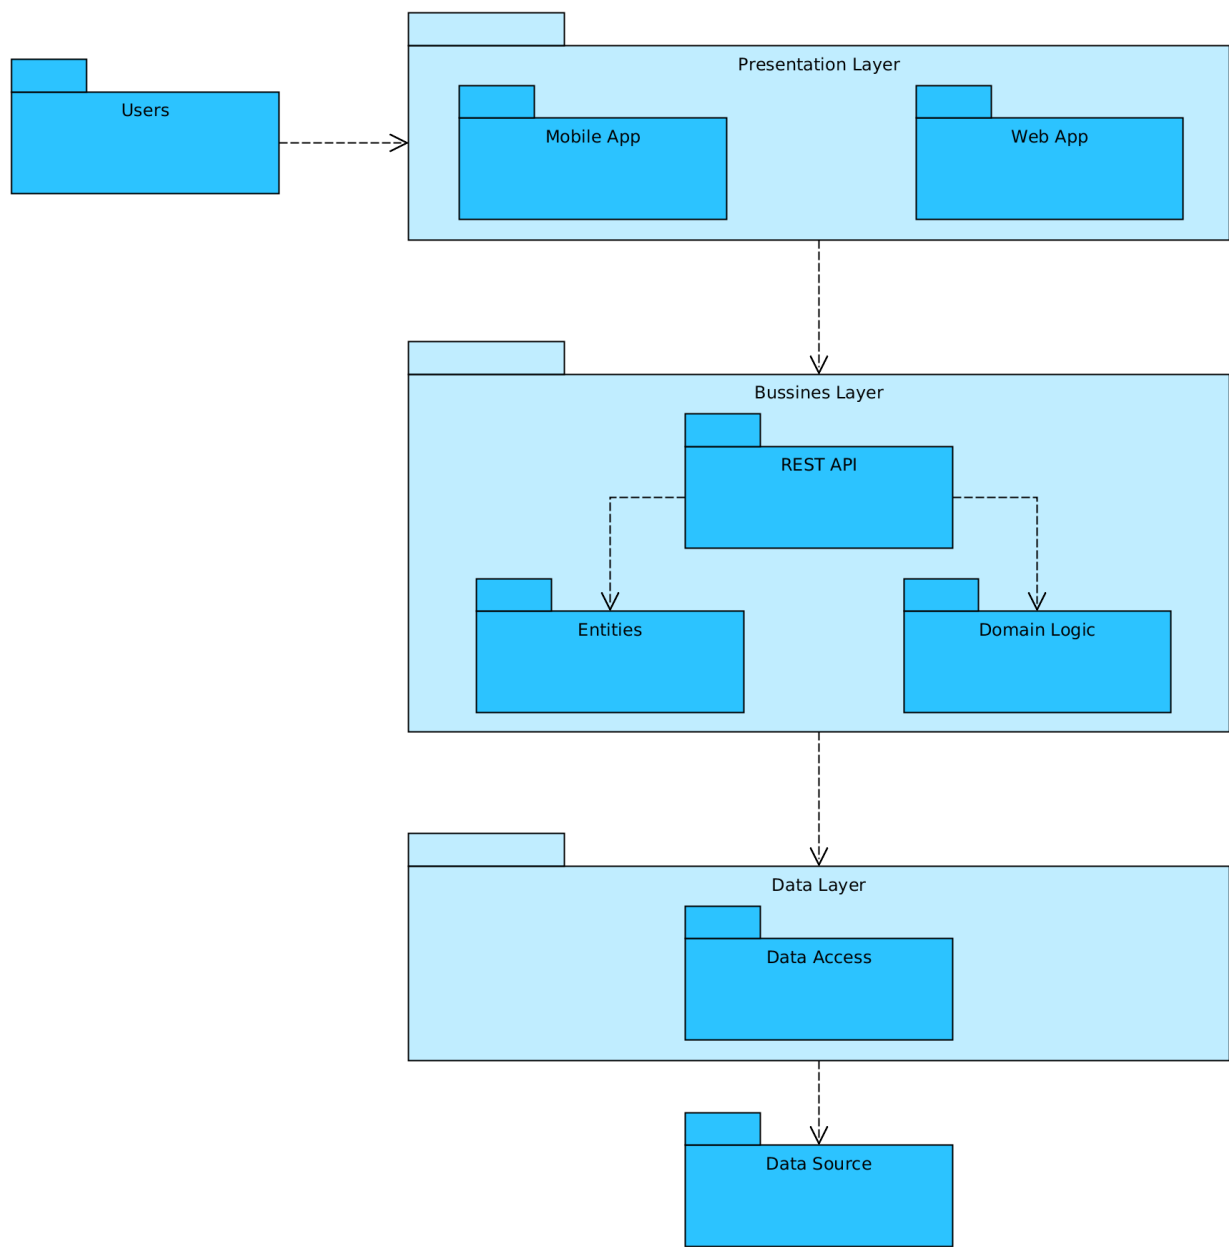 Users
Presentation Layer
Mobile App
Web App
Bussines Layer
REST API
Entities
Domain Logic
Data Layer
Data Access
Data Source